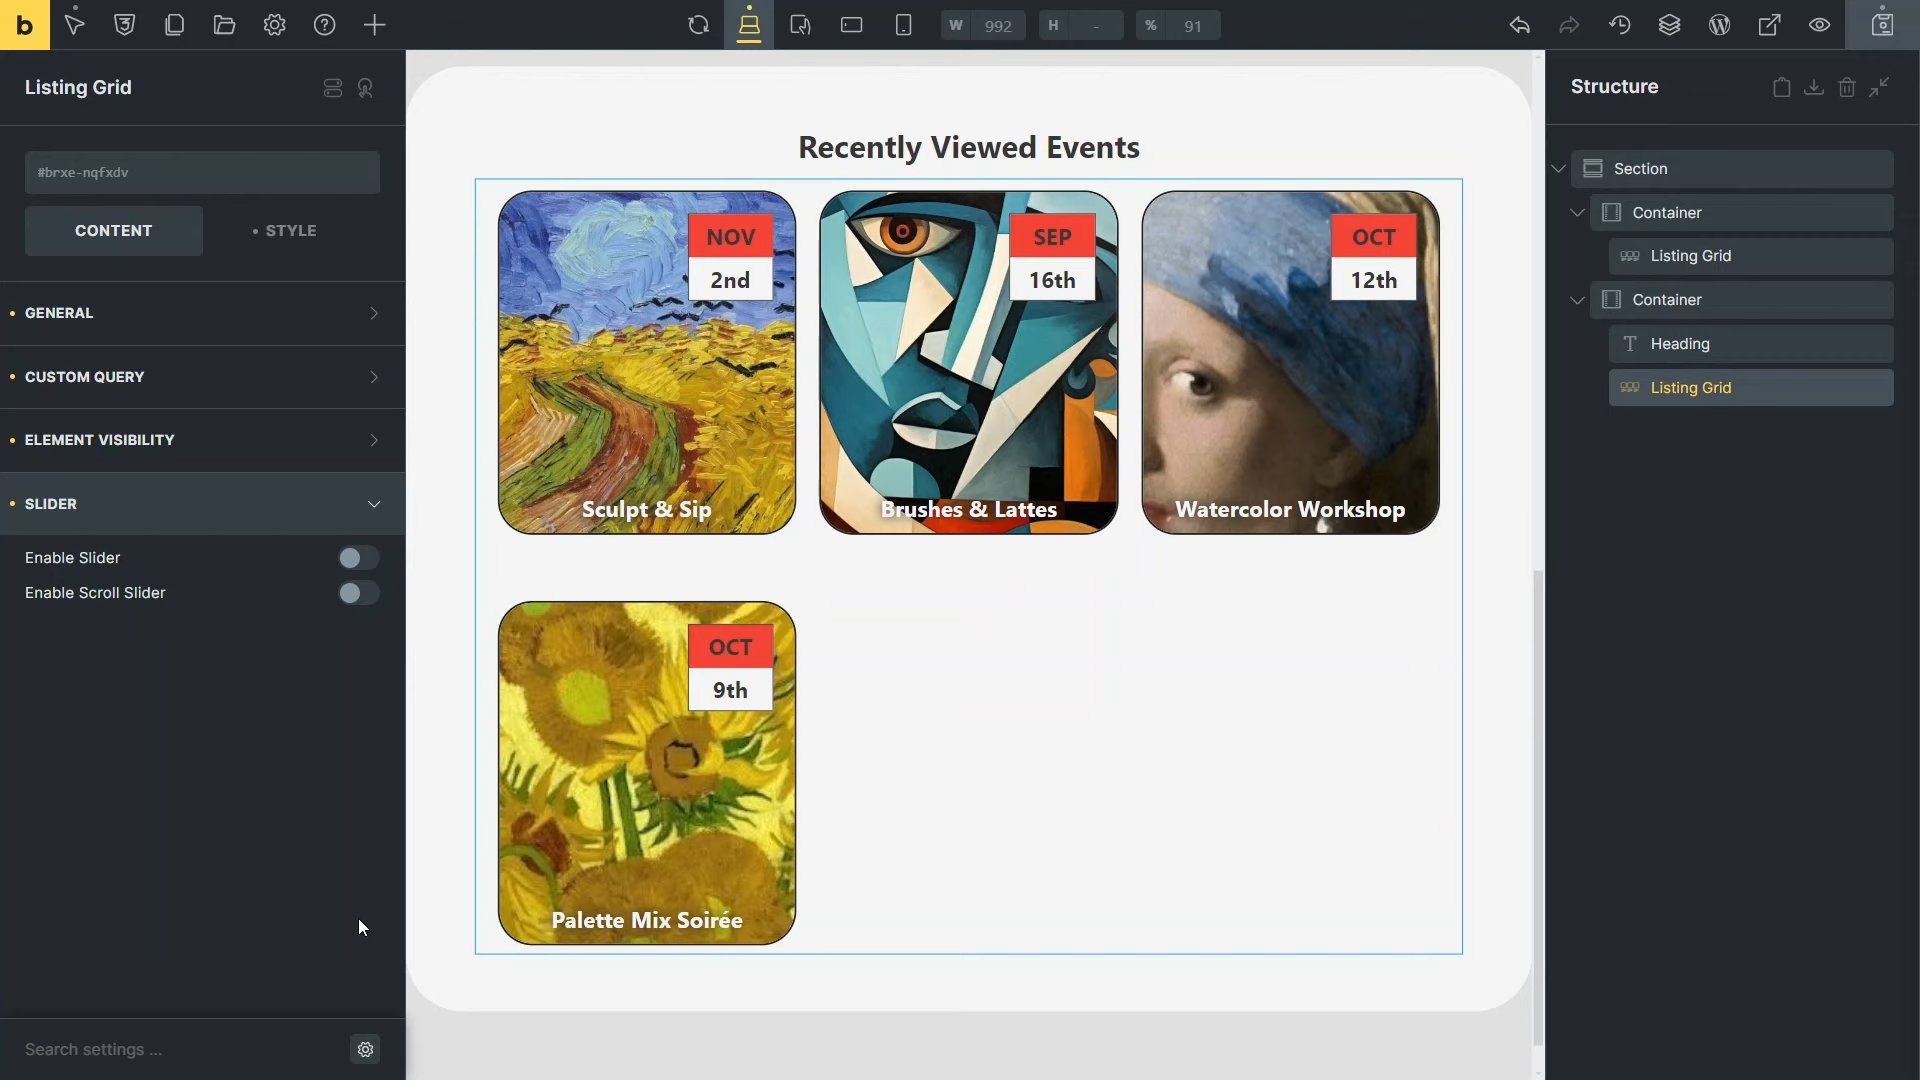 b
W 992 H - % 91
Listing Grid
#brxe-nqfxdv
CONTENT
STYLE
GENERAL
CUSTOM QUERY
ELEMENT VISIBILITY
SLIDER
Enable Slider
Enable Scroll Slider
Search settings ...
Recently Viewed Events
NOV
2nd
Sculpt & Sip
SEP
16th
Brushes & Lattes
OCT
12th
Watercolor Workshop
OCT
9th
Palette Mix Soirée
Structure
Section
Container
Listing Grid
Container
Heading
Listing Grid